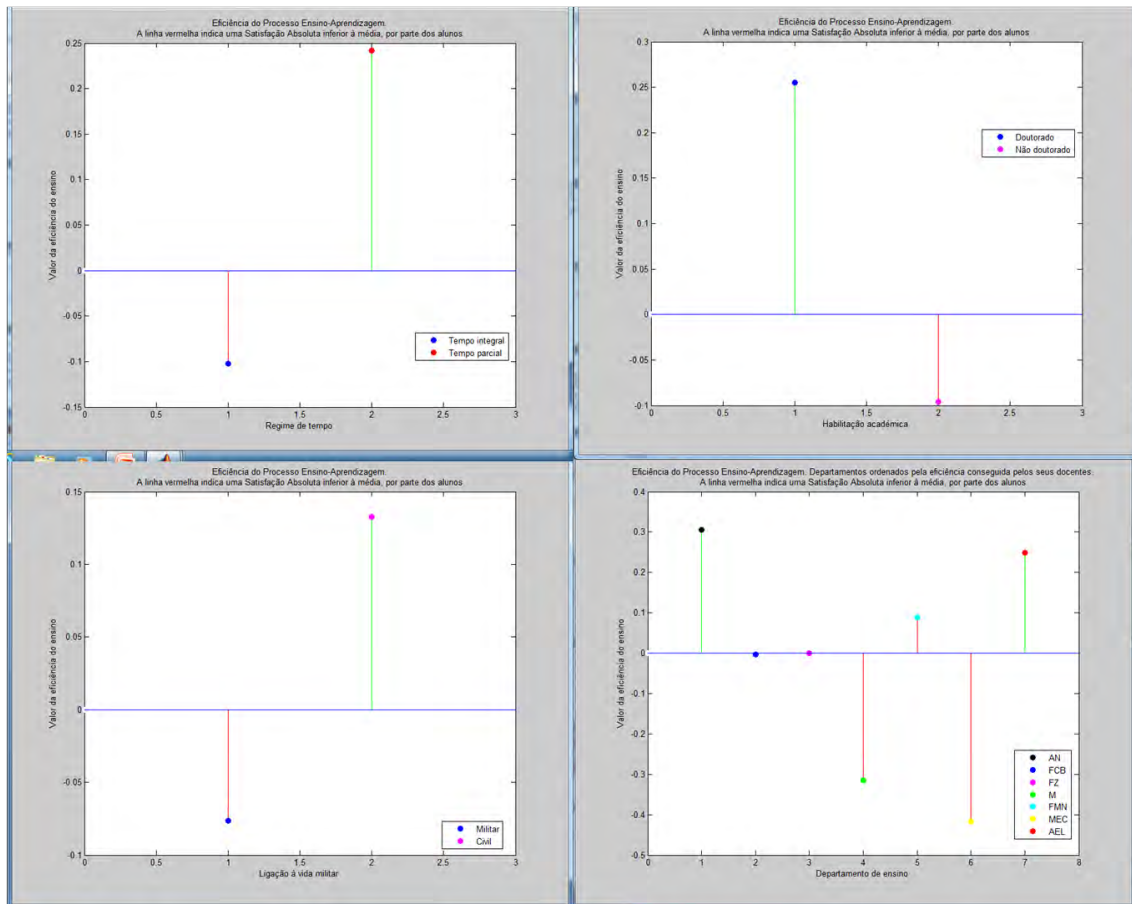 Eficiência do Processo Ensino-Aprendizagem.
A linha vermelha indica uma Satisfação Absoluta inferior à média, por parte dos alunos
0.25
0.2
0.15
0.1
0.05
0
-0.05
-0.1
-0.15
Valor da eficiência do ensino
Tempo integral
Tempo parcial
0 0.5 1 1.5 2 2.5 3
Regime de tempo
Eficiência do Processo Ensino-Aprendizagem.
A linha vermelha indica uma Satisfação Absoluta inferior à média, por parte dos alunos
0.3
0.25
0.2
0.15
0.1
0.05
0
-0.05
-0.1
Valor da eficiência do ensino
Doutorado
Não doutorado
0 0.5 1 1.5 2 2.5 3
Habilitação académica
Eficiência do Processo Ensino-Aprendizagem.
A linha vermelha indica uma Satisfação Absoluta inferior à média, por parte dos alunos
0.15
0.1
0.05
0
-0.05
-0.1
Valor da eficiência do ensino
Militar
Civil
0 0.5 1 1.5 2 2.5 3
Ligação á vida militar
Eficiência do Processo Ensino-Aprendizagem. Departamentos ordenados pela eficiência conseguida pelos seus docentes.
A linha vermelha indica uma Satisfação Absoluta inferior à média, por parte dos alunos
0.4
0.3
0.2
0.1
0
-0.1
-0.2
-0.3
-0.4
-0.5
Valor da eficiência do ensino
AN
FCB
FZ
M
FMN
MEC
AEL
0 1 2 3 4 5 6 7 8
Departamento de ensino